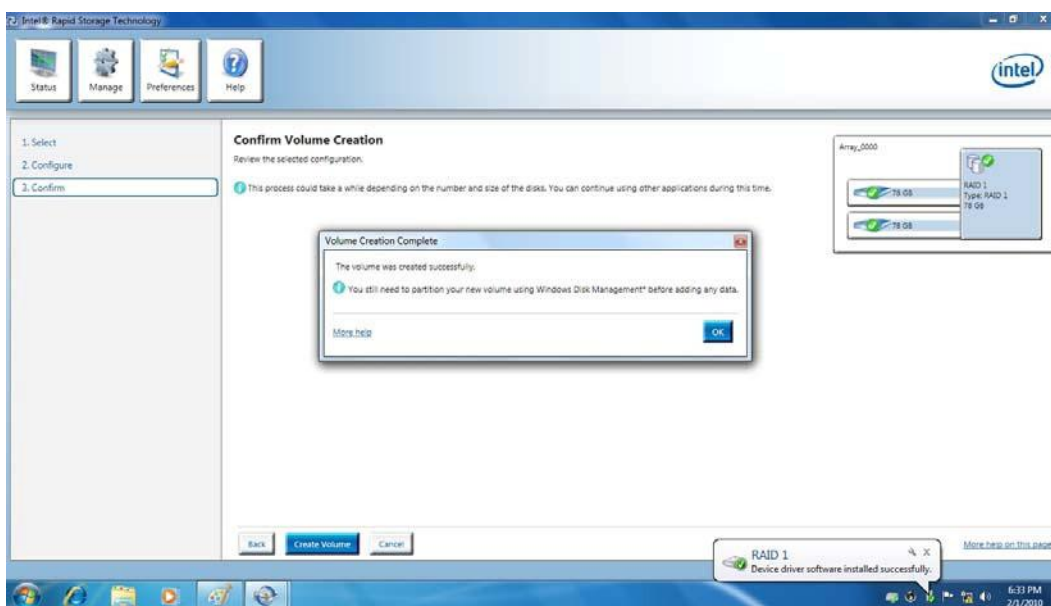 Intel® Rapid Storage Technology
Status
Manage
Preferences
Help
intel
1. Select
2. Configure
3. Confirm
Confirm Volume Creation
Review the selected configuration.
This process could take a while depending on the number and size of the disks. You can continue using other applications during this time.
Array_0000
78 GB
78 GB
RAID 1
Type: RAID 1
78 GB
Volume Creation Complete
The volume was created successfully.
You still need to partition your new volume using Windows Disk Management* before adding any data.
More help
OK
Back
Create Volume
Cancel
More help on this page
RAID 1
Device driver software installed successfully.
6:33 PM
2/1/2010